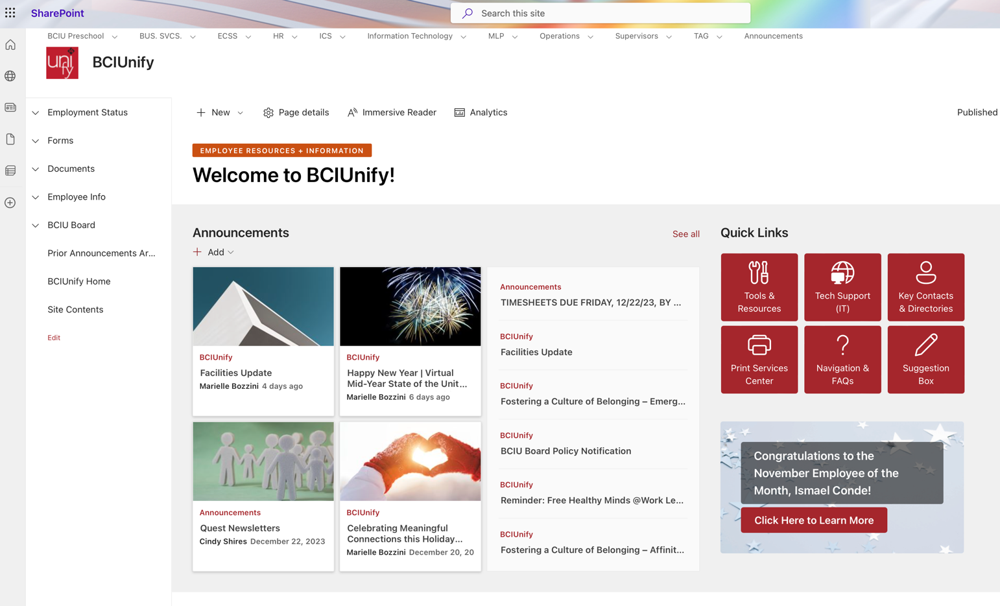 SharePoint
Search this site
BCIU Preschool
BUS. SVCS.
ECSS
HR
ICS
Information Technology
MLP
Operations
Supervisors
TAG
Announcements
unify
BCIUnify
Employment Status
Forms
Documents
Employee Info
BCIU Board
Prior Announcements Ar...
BCIUnify Home
Site Contents
Edit
New
Page details
Immersive Reader
Analytics
Published
EMPLOYEE RESOURCES + INFORMATION
Welcome to BCIUnify!
Announcements
See all
Add
BCIUnify
Facilities Update
Marielle Bozzini 4 days ago
BCIUnify
Happy New Year | Virtual
Mid-Year State of the Unit...
Marielle Bozzini 6 days ago
Announcements
Quest Newsletters
Cindy Shires December 22, 2023
BCIUnify
Celebrating Meaningful
Connections this Holiday...
Marielle Bozzini December 20, 20
Announcements
TIMESHEETS DUE FRIDAY, 12/22/23, BY ...
BCIUnify
Facilities Update
BCIUnify
Fostering a Culture of Belonging – Emerg...
BCIUnify
BCIU Board Policy Notification
BCIUnify
Reminder: Free Healthy Minds @Work Le...
BCIUnify
Fostering a Culture of Belonging – Affinit...
Quick Links
Tools &
Resources
Tech Support
(IT)
Key Contacts
& Directories
Print Services
Center
Navigation &
FAQs
Suggestion
Box
Congratulations to the
November Employee of the
Month, Ismael Conde!
Click Here to Learn More